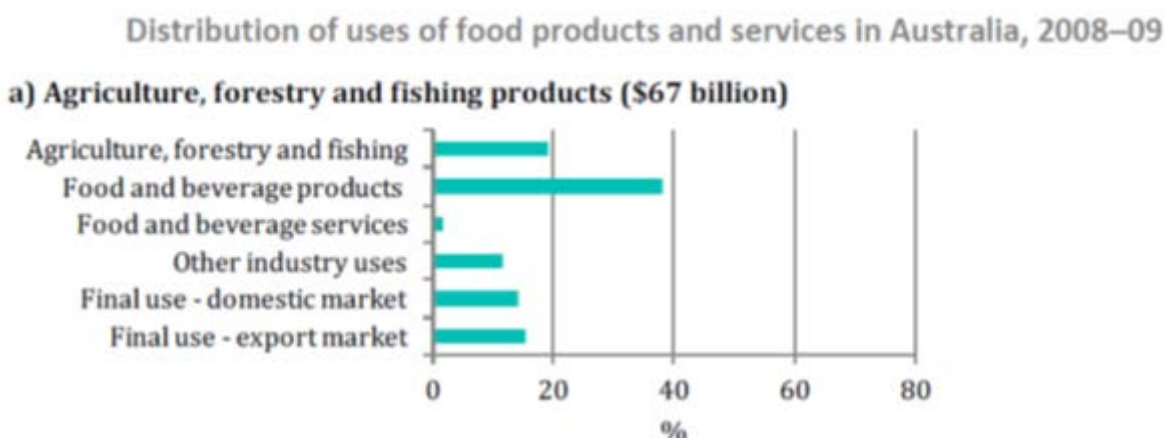 Distribution of uses of food products and services in Australia, 2008–09
a) Agriculture, forestry and fishing products ($67 billion)
Agriculture, forestry and fishing
Food and beverage products
Food and beverage services
Other industry uses
Final use - domestic market
Final use - export market
0 20 40 60 80
%